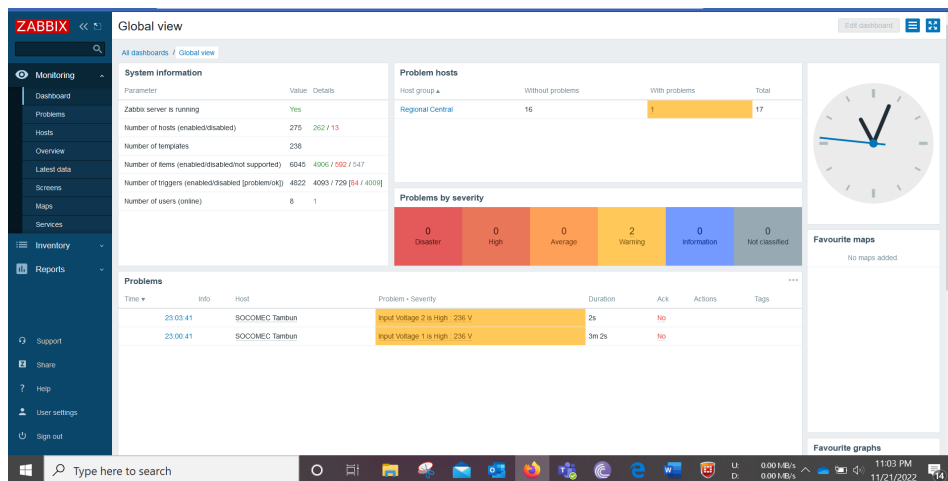 ZABBIX
Global view
Edit dashboard
All dashboards / Global view
Monitoring
Dashboard
Problems
Hosts
Overview
Latest data
Screens
Maps
Services
Inventory
Reports
Support
Share
Help
User settings
Sign out
System information
Parameter Value Details
Zabbix server is running Yes
Number of hosts (enabled/disabled) 275 262 / 13
Number of templates 238
Number of items (enabled/disabled/not supported) 6045 4906 / 592 / 547
Number of triggers (enabled/disabled [problem/ok]) 4822 4093 / 729 [84 / 4009]
Number of users (online) 8 1
Problem hosts
Host group ▲ Without problems With problems Total
Regional Central 16 1 17
Problems by severity
0 Disaster
0 High
0 Average
2 Warning
0 Information
0 Not classified
Favourite maps
No maps added.
Problems
Time ▼ Info Host Problem • Severity Duration Ack Actions Tags
23:03:41 SOCOMEC Tambun Input Voltage 2 is High : 236 V 2s No
23:00:41 SOCOMEC Tambun Input Voltage 1 is High : 236 V 3m 2s No
Favourite graphs
Type here to search
U: 0.00 MB/s
D: 0.00 MB/s
11:03 PM
11/21/2022
14